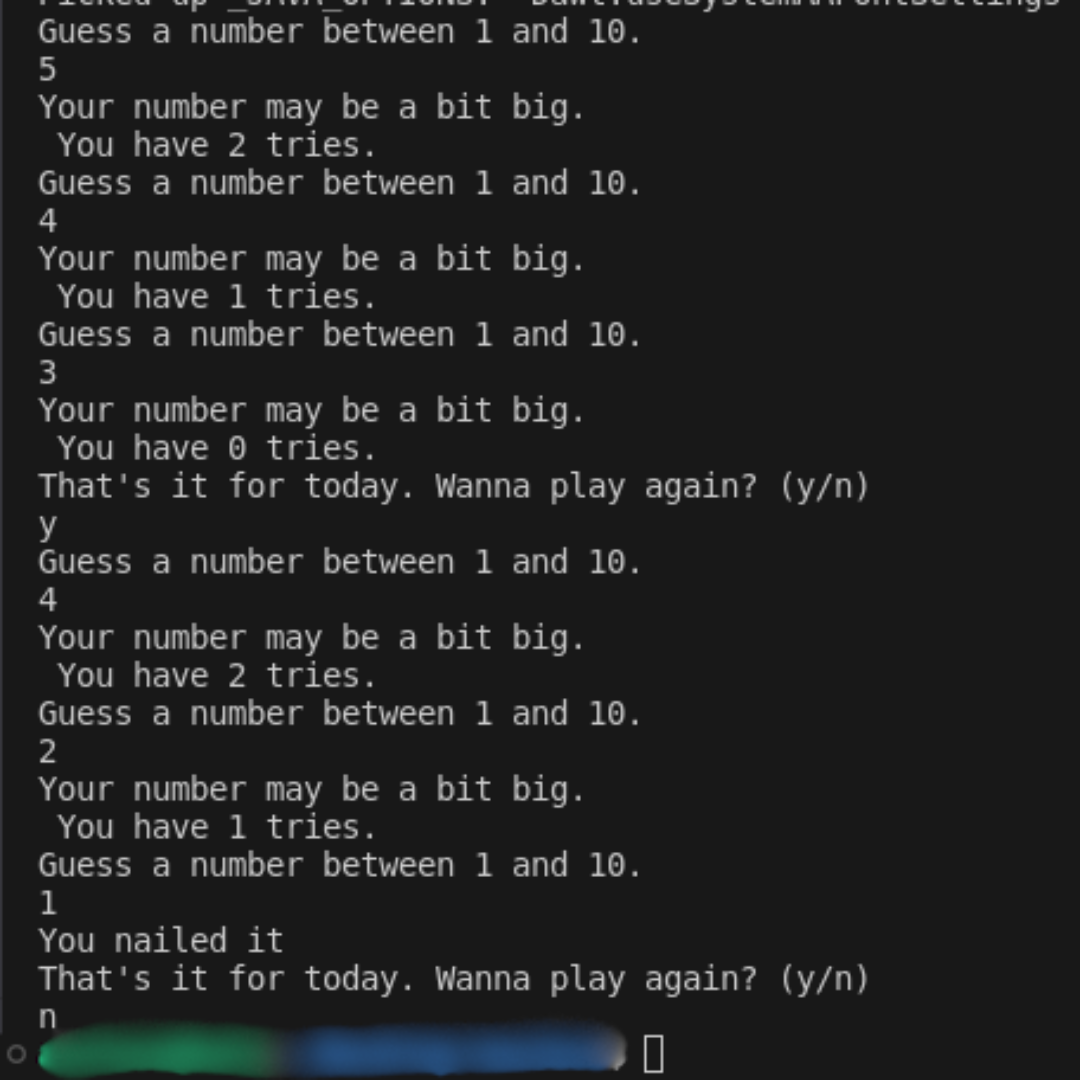 Guess a number between 1 and 10.
5
Your number may be a bit big.
 You have 2 tries.
Guess a number between 1 and 10.
4
Your number may be a bit big.
 You have 1 tries.
Guess a number between 1 and 10.
3
Your number may be a bit big.
 You have 0 tries.
That's it for today. Wanna play again? (y/n)
y
Guess a number between 1 and 10.
4
Your number may be a bit big.
 You have 2 tries.
Guess a number between 1 and 10.
2
Your number may be a bit big.
 You have 1 tries.
Guess a number between 1 and 10.
1
You nailed it
That's it for today. Wanna play again? (y/n)
n